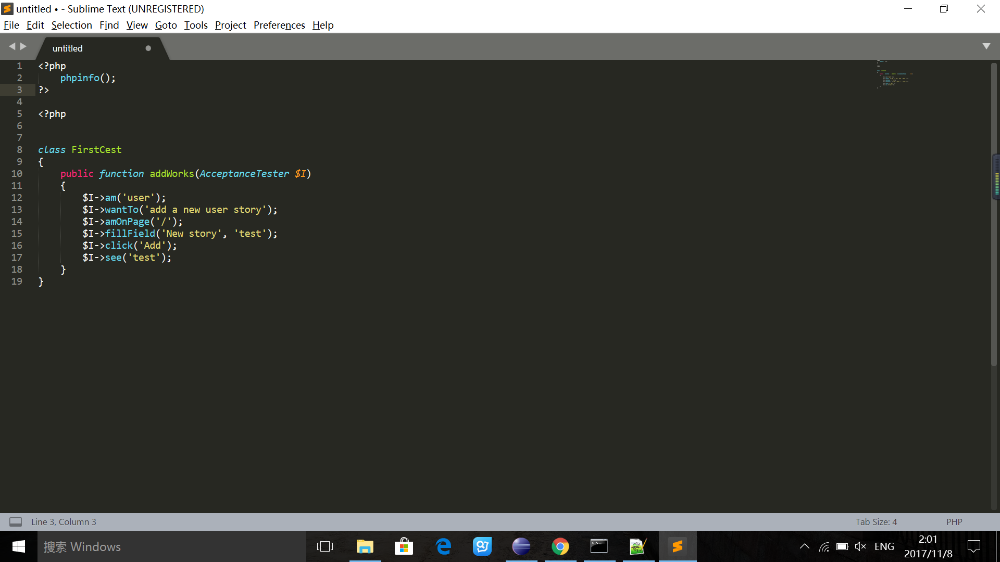 untitled • - Sublime Text (UNREGISTERED)
File Edit Selection Find View Goto Tools Project Preferences Help
untitled
1 <?php
2     phpinfo();
3 ?>
4
5 <?php
6
7
8 class FirstCest
9 {
10     public function addWorks(AcceptanceTester $I)
11     {
12         $I->am('user');
13         $I->wantTo('add a new user story');
14         $I->amOnPage('/');
15         $I->fillField('New story', 'test');
16         $I->click('Add');
17         $I->see('test');
18     }
19 }
Line 3, Column 3 Tab Size: 4 PHP
搜索 Windows ENG 2:01
2017/11/8